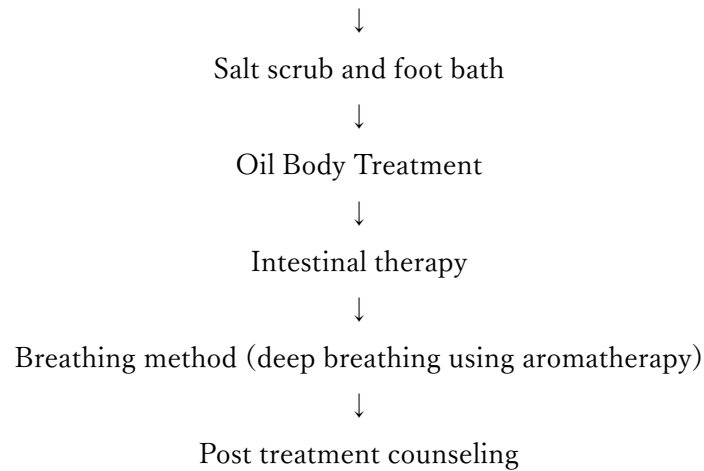 ↓
Salt scrub and foot bath
↓
Oil Body Treatment
↓
Intestinal therapy
↓
Breathing method (deep breathing using aromatherapy)
↓
Post treatment counseling